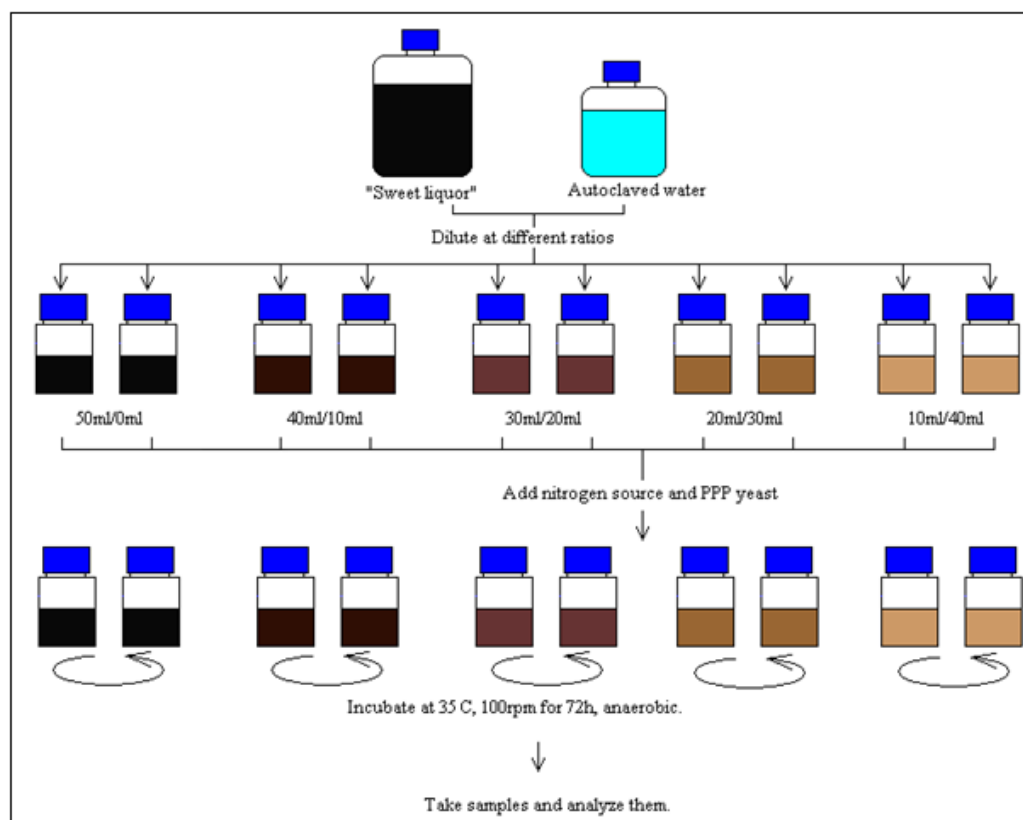 "Sweet liquor"
Autoclaved water
Dilute at different ratios
50ml/0ml
40ml/10ml
30ml/20ml
20ml/30ml
10ml/40ml
Add nitrogen source and PPP yeast
Incubate at 35 C, 100rpm for 72h, anaerobic.
Take samples and analyze them.